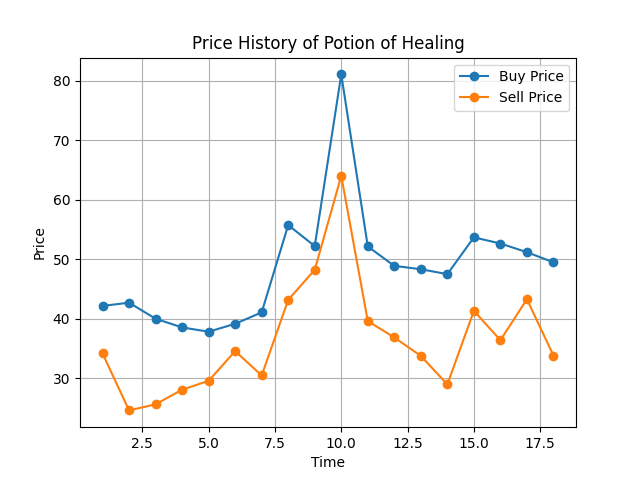 Price History of Potion of Healing
Buy Price
Sell Price
80
70
60
50
40
30
Price
2.5
5.0
7.5
10.0
12.5
15.0
17.5
Time